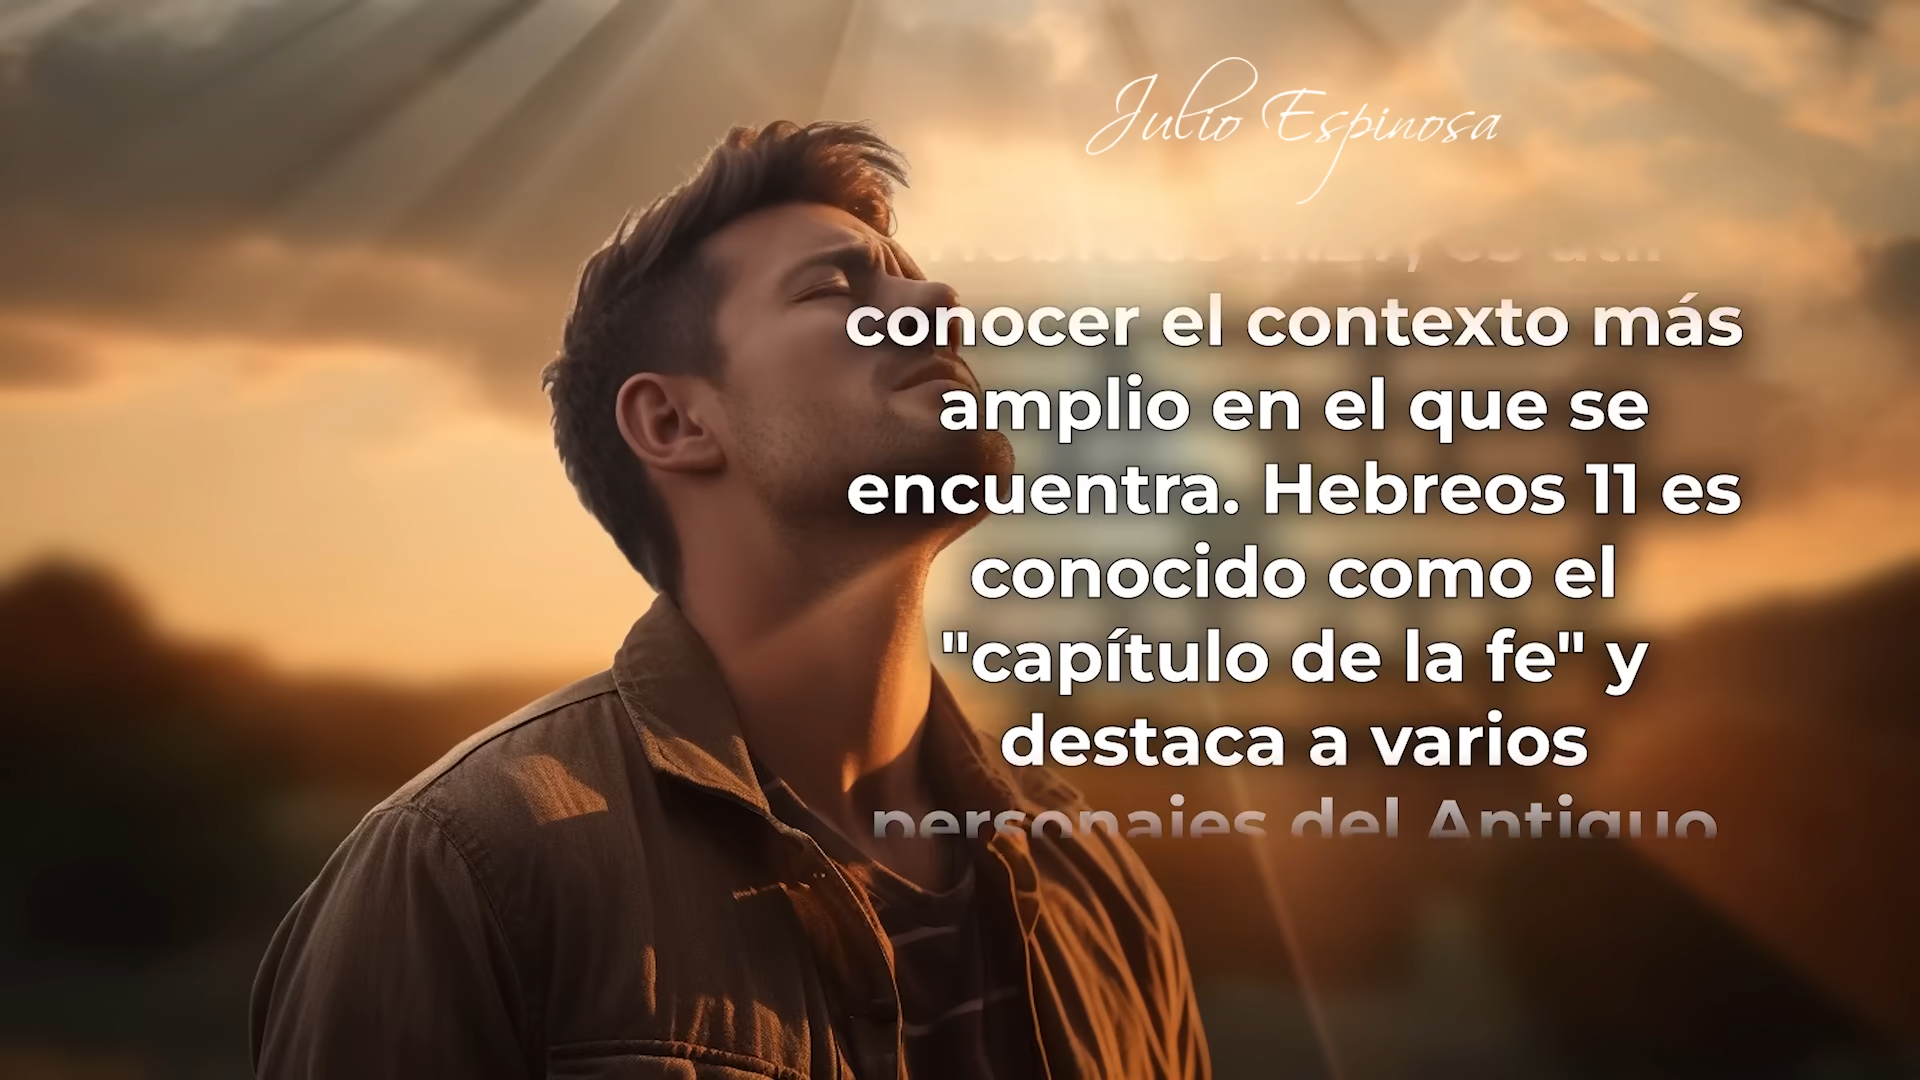 Julio Espinosa
conocer el contexto más
amplio en el que se
encuentra. Hebreos 11 es
conocido como el
"capítulo de la fe" y
destaca a varios
personajes del Antiguo